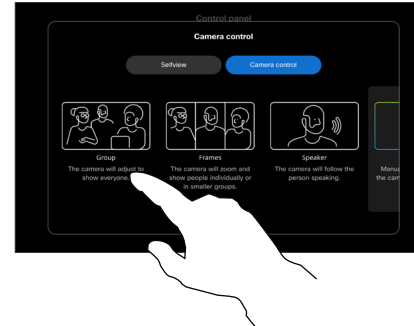 Control panel
Camera control
Selfview
Camera control
Group
The camera will adjust to
show everyone.
Frames
The camera will zoom and
show people individually or
in smaller groups.
Speaker
The camera will follow the
person speaking.
Manua
the cam